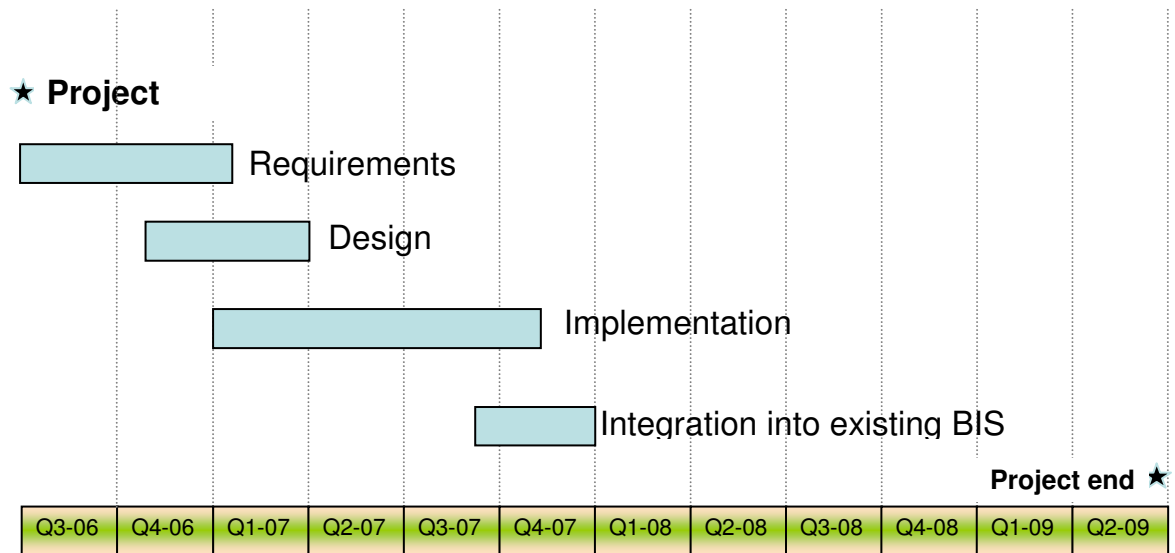 Project
Requirements
Design
Implementation
Integration into existing BIS
Project end
Q3-06 Q4-06 Q1-07 Q2-07 Q3-07 Q4-07 Q1-08 Q2-08 Q3-08 Q4-08 Q1-09 Q2-09